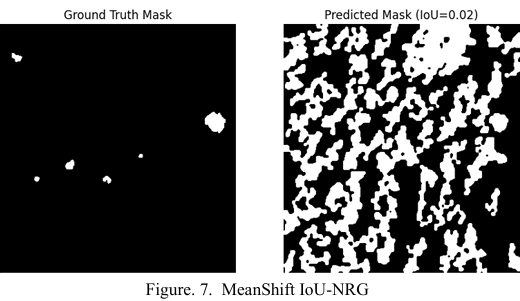 Ground Truth Mask
Predicted Mask (IoU=0.02)
Figure. 7.  MeanShift IoU-NRG